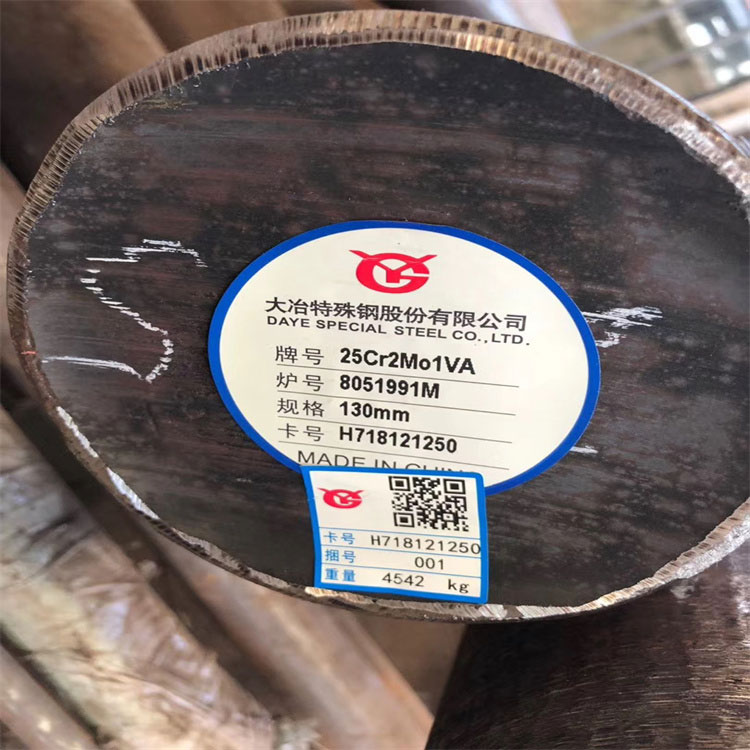 大冶特殊钢股份有限公司
DAYE SPECIAL STEEL CO.,LTD.
牌号 25Cr2Mo1VA
炉号 8051991M
规格 130mm
卡号 H718121250
MADE IN CHINA
卡号 H718121250
捆号 001
重量 4542 kg